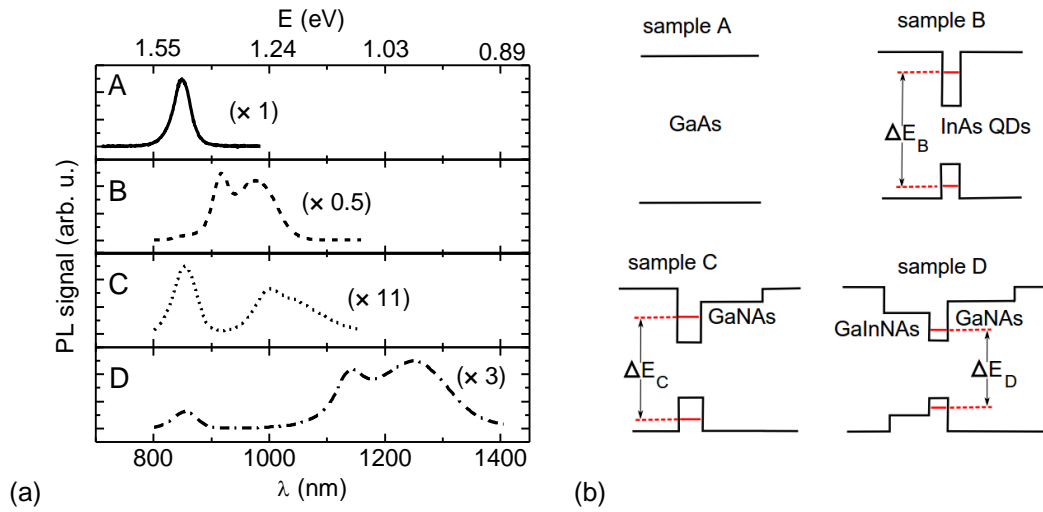 E (eV)
1.55 1.24 1.03 0.89
A
(× 1)
B
(× 0.5)
C
(× 11)
D
(× 3)
PL signal (arb. u.)
800 1000 1200 1400
λ (nm)
(a)
sample A
GaAs
sample B
InAs QDs
ΔE_B
sample C
GaNAs
ΔE_C
sample D
GaInNAs
GaNAs
ΔE_D
(b)